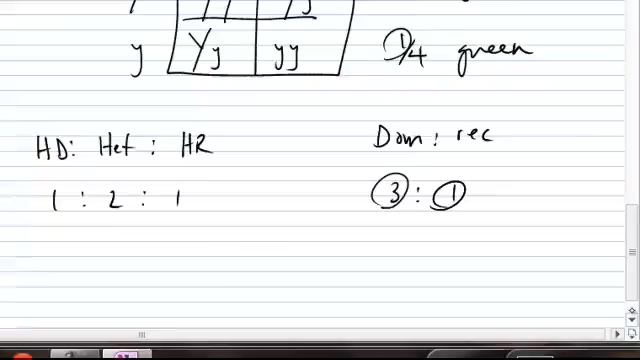 y Yy yy 1/4 green
HD: Het : HR Dom : rec
1 : 2 : 1 3 : 1